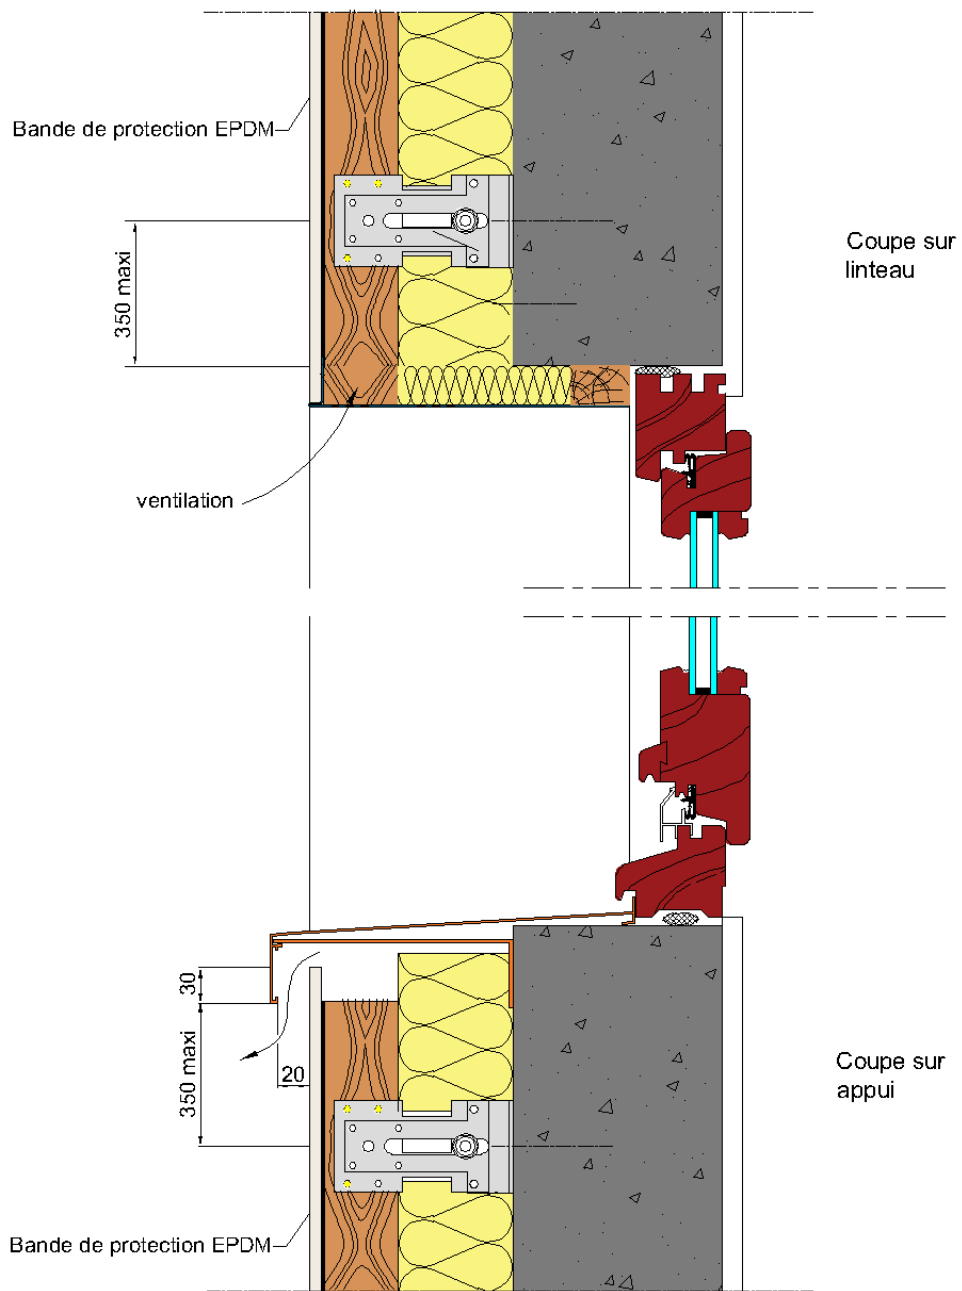 Bande de protection EPDM
350 maxi
Coupe sur
linteau
ventilation
30
350 maxi
20
Coupe sur
appui
Bande de protection EPDM